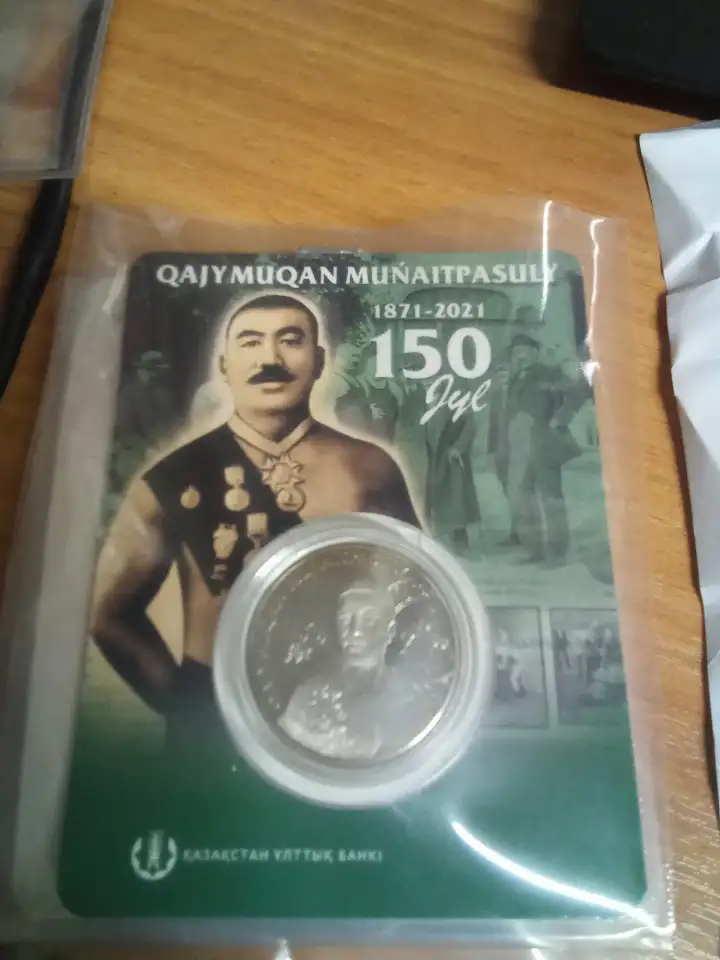 QAJYMUQAN MUŃAITPASULY
1871-2021
150
Jyl
ҚАЗАҚСТАН ҰЛТТЫҚ БАНКІ